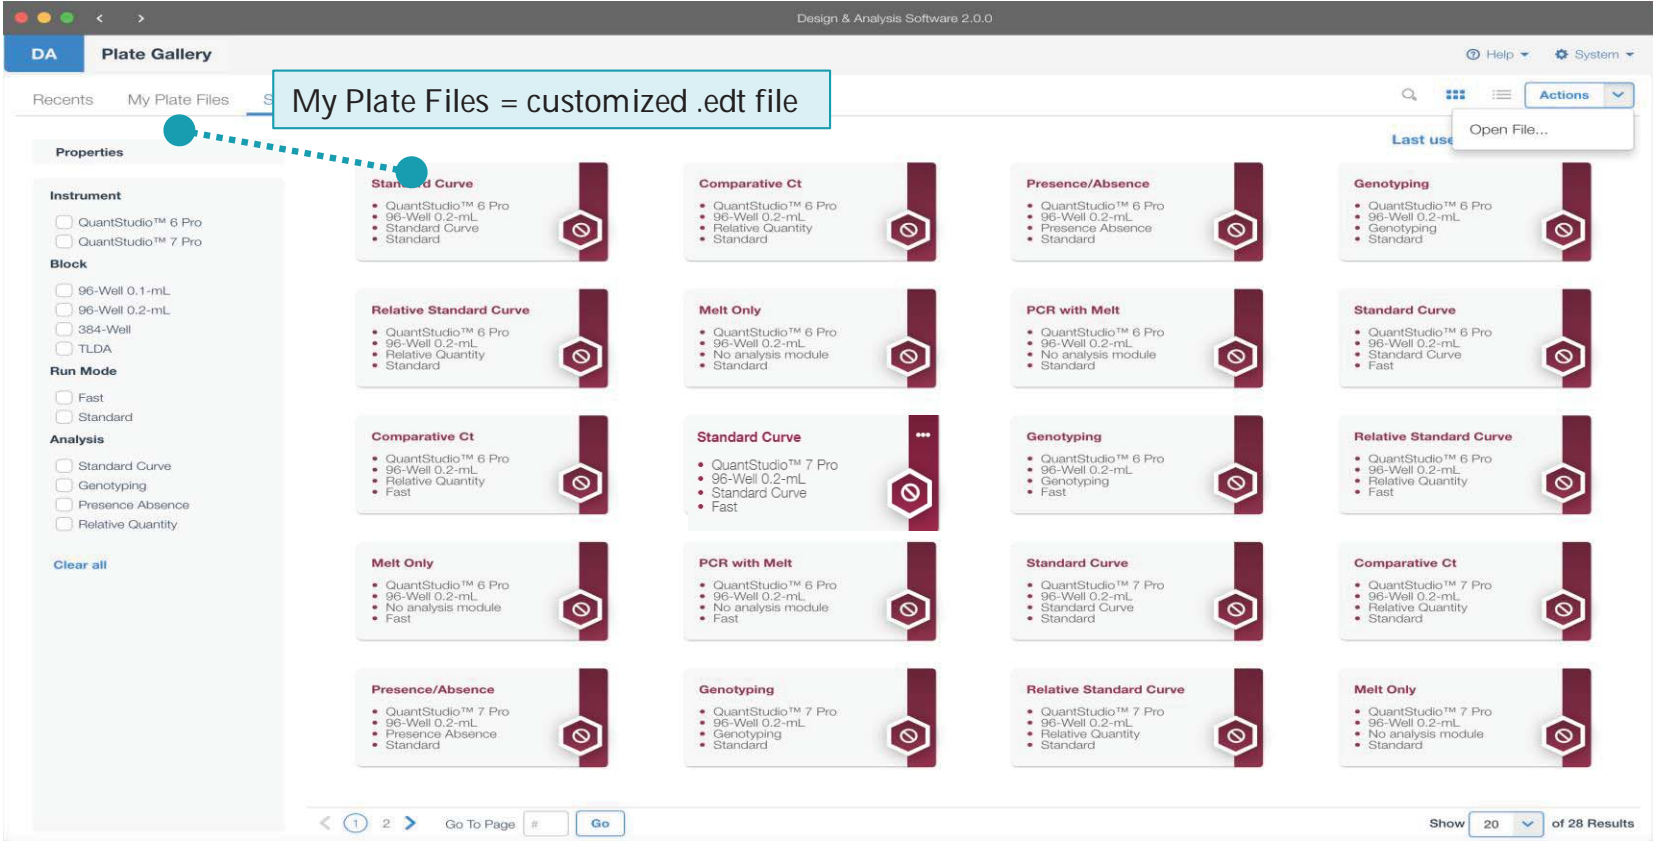 Design & Analysis Software 2.0.0
DA
Plate Gallery
Help
System
Recents
My Plate Files
S
My Plate Files = customized .edt file
Actions
Open File...
Last use
Properties
Instrument
QuantStudio™ 6 Pro
QuantStudio™ 7 Pro
Block
96-Well 0.1-mL
96-Well 0.2-mL
384-Well
TLDA
Run Mode
Fast
Standard
Analysis
Standard Curve
Genotyping
Presence Absence
Relative Quantity
Clear all
Standard Curve
QuantStudio™ 6 Pro
96-Well 0.2-mL
Standard Curve
Standard
Comparative Ct
QuantStudio™ 6 Pro
96-Well 0.2-mL
Relative Quantity
Standard
Presence/Absence
QuantStudio™ 6 Pro
96-Well 0.2-mL
Presence Absence
Standard
Genotyping
QuantStudio™ 6 Pro
96-Well 0.2-mL
Genotyping
Standard
Relative Standard Curve
QuantStudio™ 6 Pro
96-Well 0.2-mL
Relative Quantity
Standard
Melt Only
QuantStudio™ 6 Pro
96-Well 0.2-mL
No analysis module
Standard
PCR with Melt
QuantStudio™ 6 Pro
96-Well 0.2-mL
No analysis module
Standard
Standard Curve
QuantStudio™ 6 Pro
96-Well 0.2-mL
Standard Curve
Fast
Comparative Ct
QuantStudio™ 6 Pro
96-Well 0.2-mL
Relative Quantity
Fast
Standard Curve
QuantStudio™ 7 Pro
96-Well 0.2-mL
Standard Curve
Fast
Genotyping
QuantStudio™ 6 Pro
96-Well 0.2-mL
Genotyping
Fast
Relative Standard Curve
QuantStudio™ 6 Pro
96-Well 0.2-mL
Relative Quantity
Fast
Melt Only
QuantStudio™ 6 Pro
96-Well 0.2-mL
No analysis module
Fast
PCR with Melt
QuantStudio™ 6 Pro
96-Well 0.2-mL
No analysis module
Fast
Standard Curve
QuantStudio™ 7 Pro
96-Well 0.2-mL
Standard Curve
Standard
Comparative Ct
QuantStudio™ 7 Pro
96-Well 0.2-mL
Relative Quantity
Standard
Presence/Absence
QuantStudio™ 7 Pro
96-Well 0.2-mL
Presence Absence
Standard
Genotyping
QuantStudio™ 7 Pro
96-Well 0.2-mL
Genotyping
Standard
Relative Standard Curve
QuantStudio™ 7 Pro
96-Well 0.2-mL
Relative Quantity
Standard
Melt Only
QuantStudio™ 7 Pro
96-Well 0.2-mL
No analysis module
Standard
1 2 Go To Page # Go
Show 20 of 28 Results